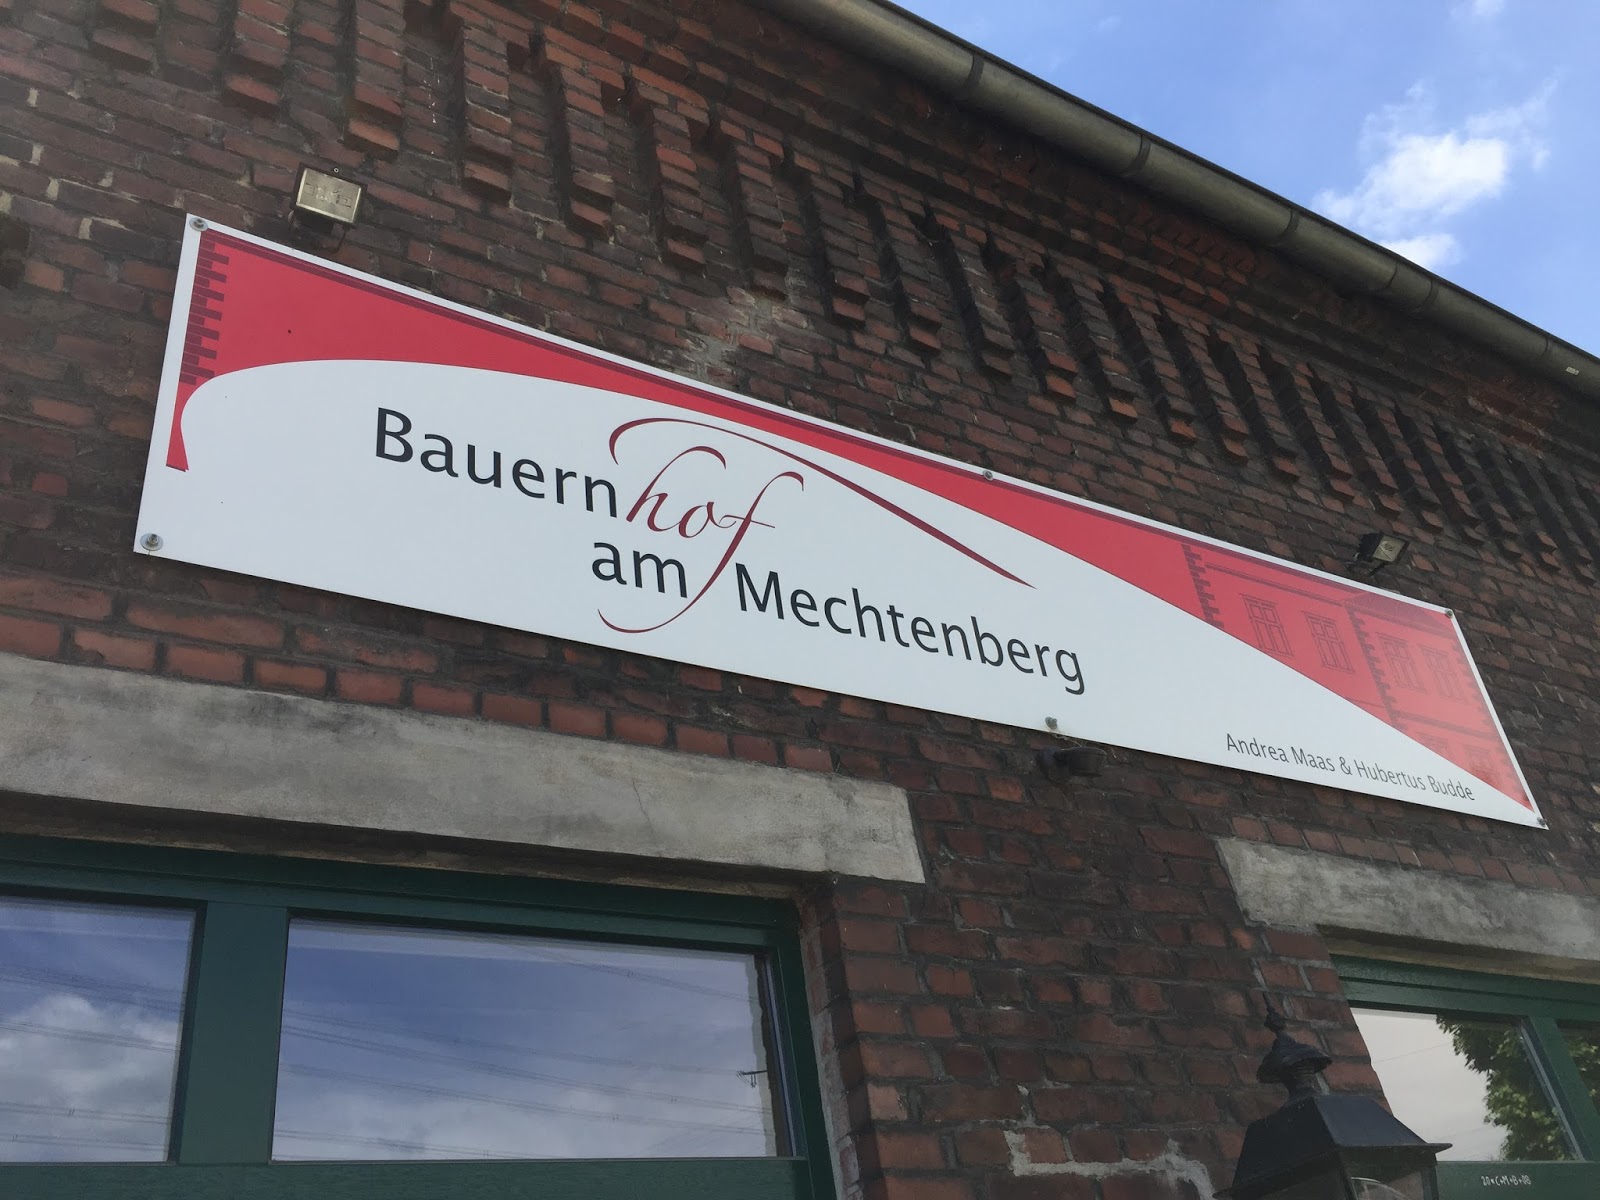 Bauernhof
am Mechtenberg
Andrea Maas & Hubertus Budde